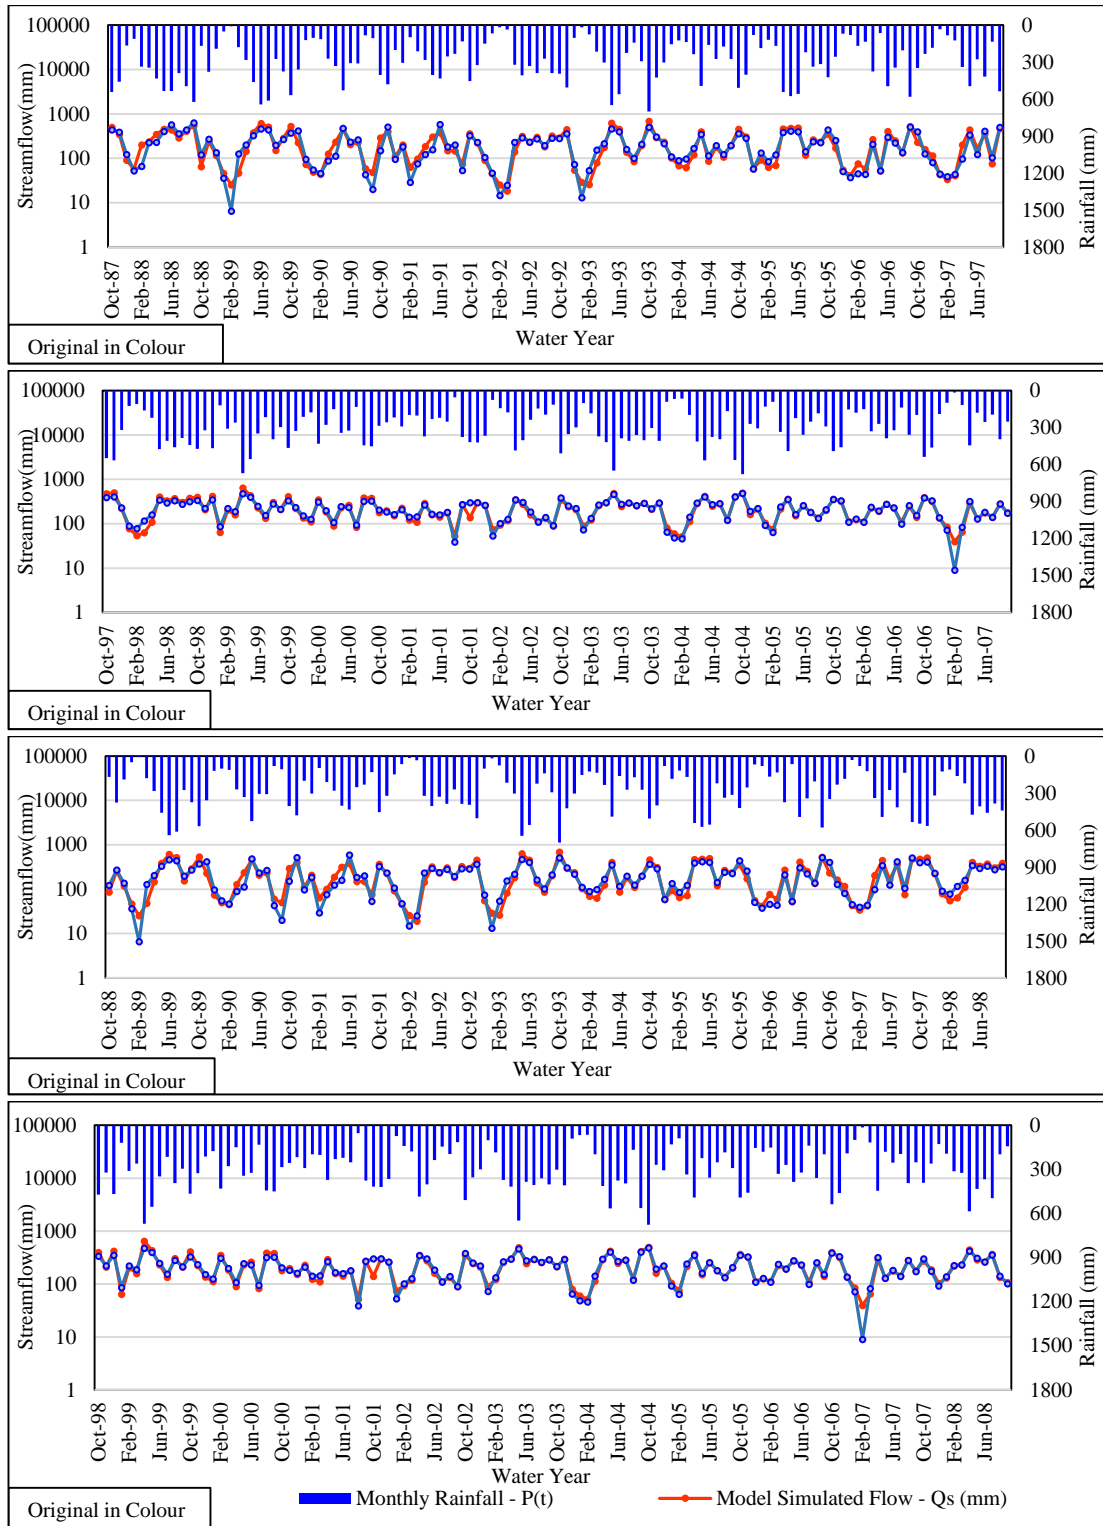 100000
10000
1000
100
10
1
Streamflow(mm)
0
300
600
900
1200
1500
1800
Rainfall (mm)
Oct-87
Feb-88
Jun-88
Oct-88
Feb-89
Jun-89
Oct-89
Feb-90
Jun-90
Oct-90
Feb-91
Jun-91
Oct-91
Feb-92
Jun-92
Oct-92
Feb-93
Jun-93
Oct-93
Feb-94
Jun-94
Oct-94
Feb-95
Jun-95
Oct-95
Feb-96
Jun-96
Oct-96
Feb-97
Jun-97
Water Year
Original in Colour
100000
10000
1000
100
10
1
Streamflow(mm)
0
300
600
900
1200
1500
1800
Rainfall (mm)
Oct-97
Feb-98
Jun-98
Oct-98
Feb-99
Jun-99
Oct-99
Feb-00
Jun-00
Oct-00
Feb-01
Jun-01
Oct-01
Feb-02
Jun-02
Oct-02
Feb-03
Jun-03
Oct-03
Feb-04
Jun-04
Oct-04
Feb-05
Jun-05
Oct-05
Feb-06
Jun-06
Oct-06
Feb-07
Jun-07
Water Year
Original in Colour
100000
10000
1000
100
10
1
Streamflow(mm)
0
300
600
900
1200
1500
1800
Rainfall (mm)
Oct-88
Feb-89
Jun-89
Oct-89
Feb-90
Jun-90
Oct-90
Feb-91
Jun-91
Oct-91
Feb-92
Jun-92
Oct-92
Feb-93
Jun-93
Oct-93
Feb-94
Jun-94
Oct-94
Feb-95
Jun-95
Oct-95
Feb-96
Jun-96
Oct-96
Feb-97
Jun-97
Oct-97
Feb-98
Jun-98
Water Year
Original in Colour
100000
10000
1000
100
10
1
Streamflow(mm)
0
300
600
900
1200
1500
1800
Rainfall (mm)
Oct-98
Feb-99
Jun-99
Oct-99
Feb-00
Jun-00
Oct-00
Feb-01
Jun-01
Oct-01
Feb-02
Jun-02
Oct-02
Feb-03
Jun-03
Oct-03
Feb-04
Jun-04
Oct-04
Feb-05
Jun-05
Oct-05
Feb-06
Jun-06
Oct-06
Feb-07
Jun-07
Oct-07
Feb-08
Jun-08
Water Year
Original in Colour
Monthly Rainfall - P(t)
Model Simulated Flow - Qs (mm)